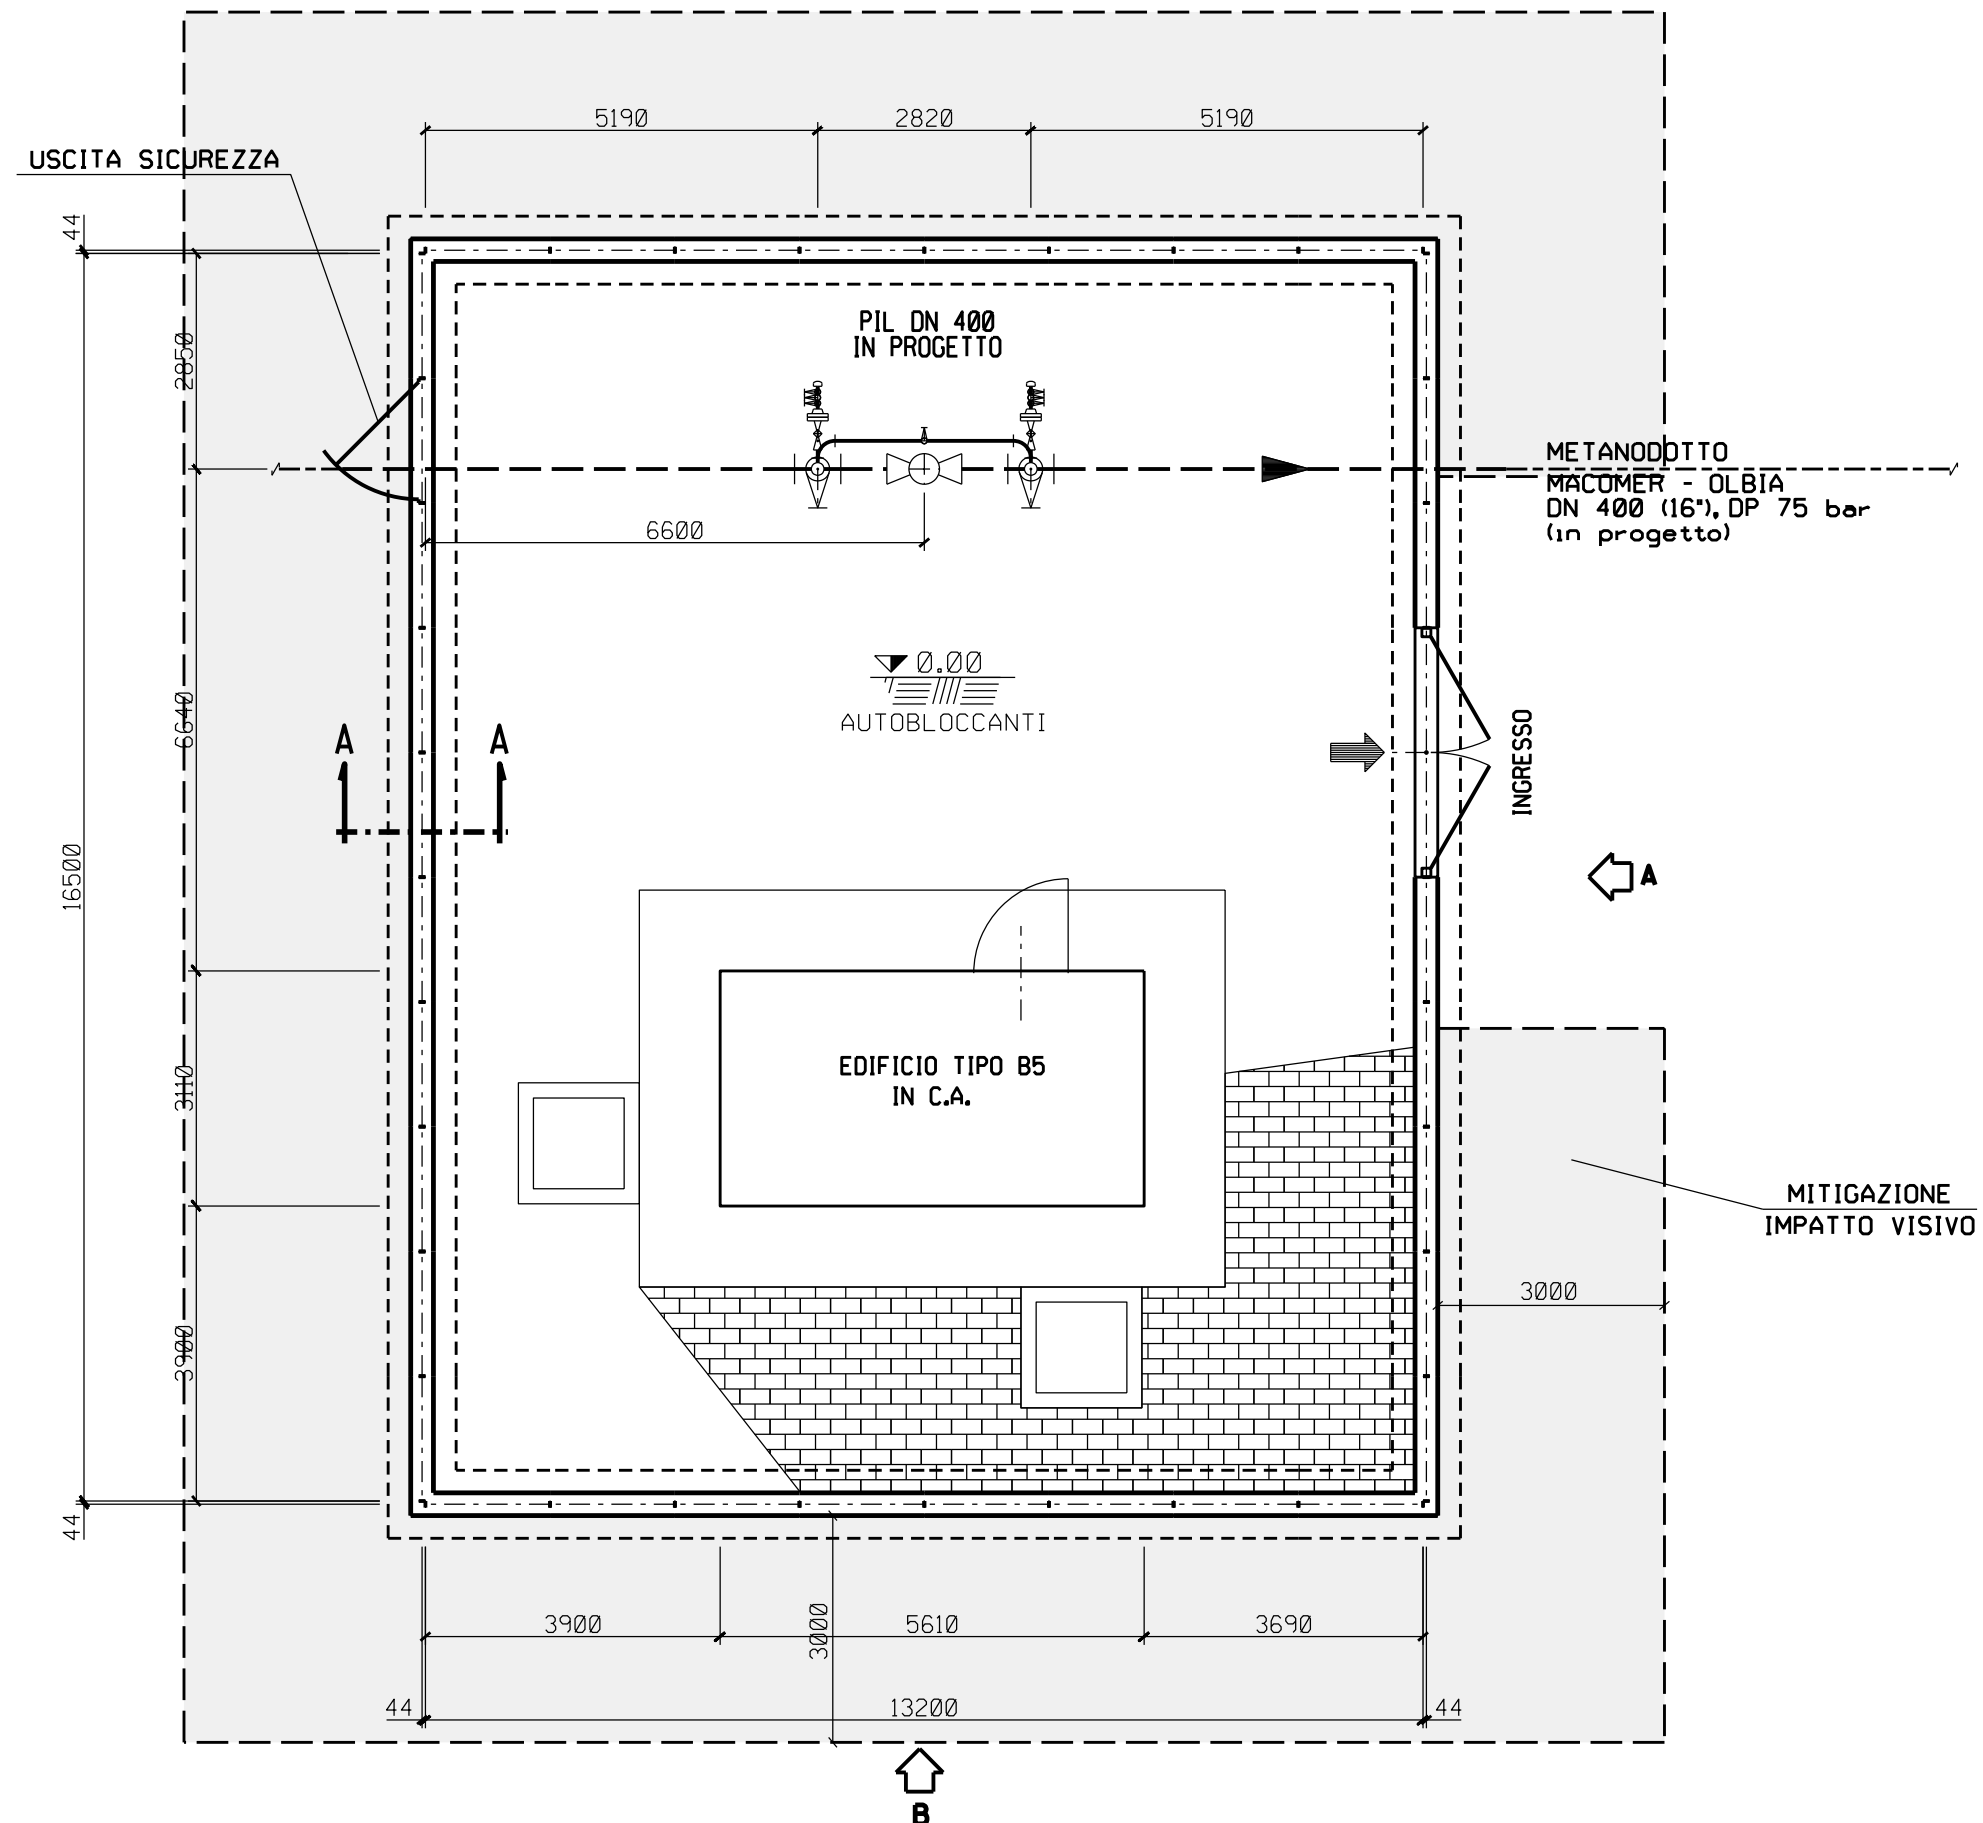 5190
2820
5190
USCITA SICUREZZA
44
2850
PIL DN 400
IN PROGETTO
METANODOTTO
MACOMER - OLBIA
DN 400 (16"), DP 75 bar
(in progetto)
6600
0.00
AUTOBLOCCANTI
6640
A
A
INGRESSO
16500
A
EDIFICIO TIPO B5
IN C.A.
3110
MITIGAZIONE
IMPATTO VISIVO
3000
3900
44
3900
5610
3690
3000
44
13200
44
B